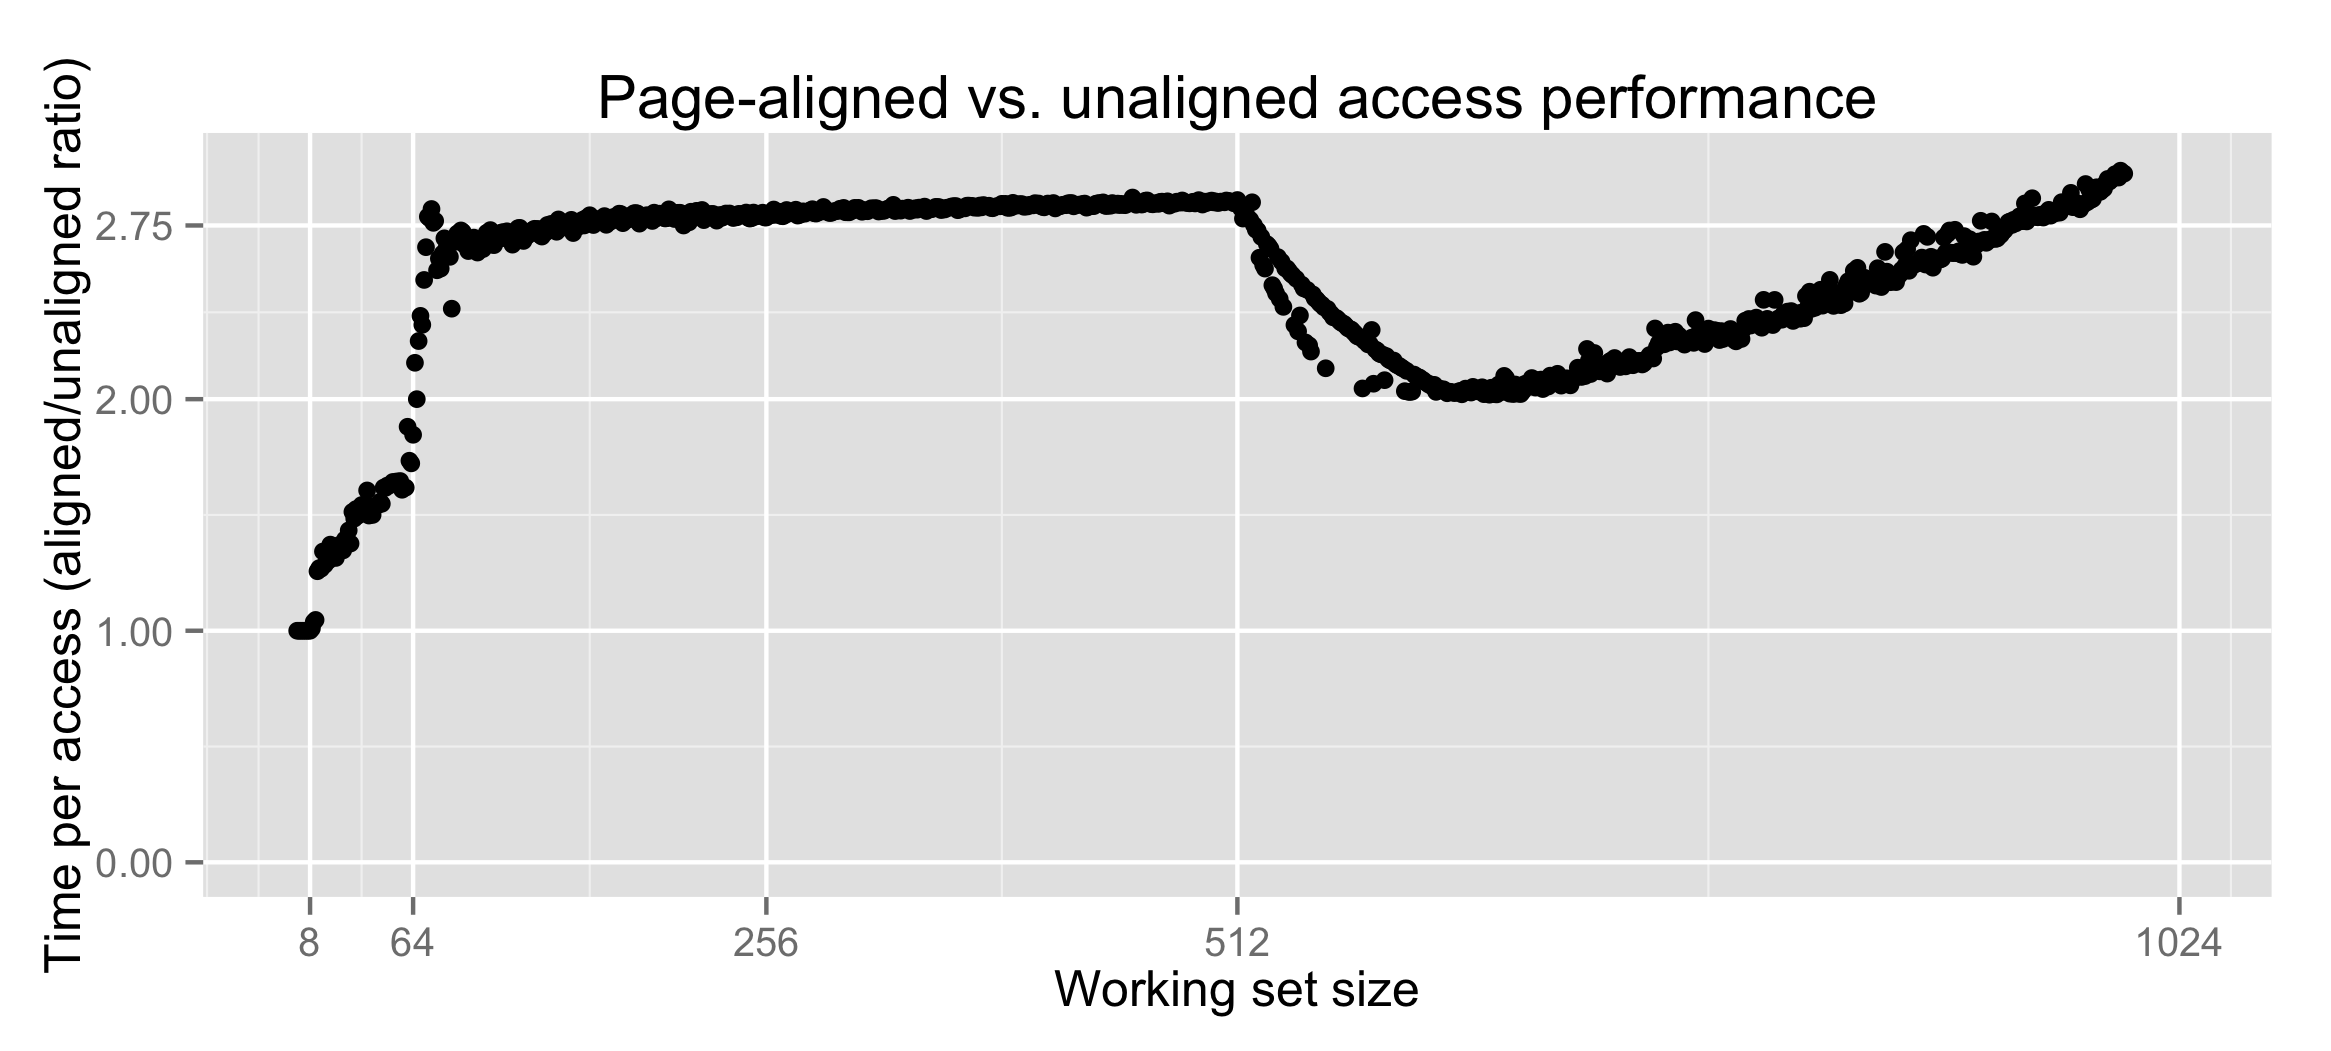 Page-aligned vs. unaligned access performance
Time per access (aligned/unaligned ratio)
2.75
2.00
1.00
0.00
8 64 256 512 1024
Working set size